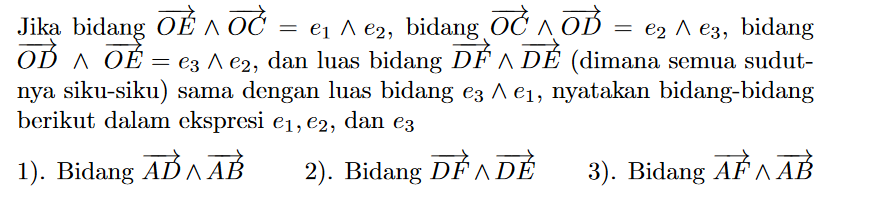 Jika bidang $\overrightarrow{OE} \wedge \overrightarrow{OC} = e_1 \wedge e_2$, bidang $\overrightarrow{OC} \wedge \overrightarrow{OD} = e_2 \wedge e_3$, bidang
$\overrightarrow{OD} \wedge \overrightarrow{OE} = e_3 \wedge e_2$, dan luas bidang $\overrightarrow{DF} \wedge \overrightarrow{DE}$ (dimana semua sudut-
nya siku-siku) sama dengan luas bidang $e_3 \wedge e_1$, nyatakan bidang-bidang
berikut dalam ekspresi $e_1, e_2$, dan $e_3$
1). Bidang $\overrightarrow{AD} \wedge \overrightarrow{AB}$ 2). Bidang $\overrightarrow{DF} \wedge \overrightarrow{DE}$ 3). Bidang $\overrightarrow{AF} \wedge \overrightarrow{AB}$